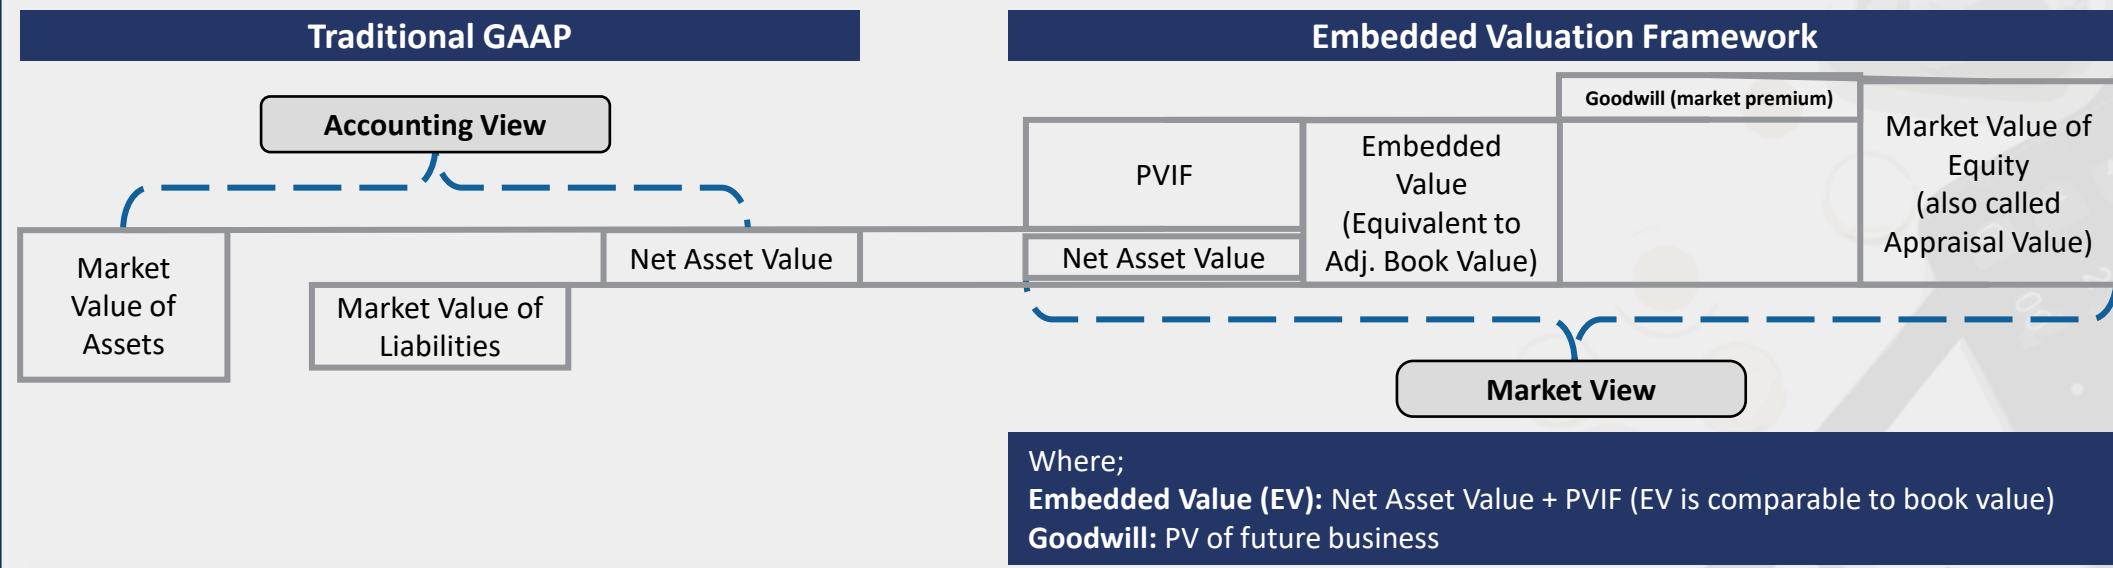 Traditional GAAP
Accounting View
Market
Value of
Assets
Market Value of
Liabilities
Net Asset Value
Embedded Valuation Framework
PVIF
Net Asset Value
Embedded
Value
(Equivalent to
Adj. Book Value)
Goodwill (market premium)
Market Value of
Equity
(also called
Appraisal Value)
Market View
Where;
Embedded Value (EV): Net Asset Value + PVIF (EV is comparable to book value)
Goodwill: PV of future business